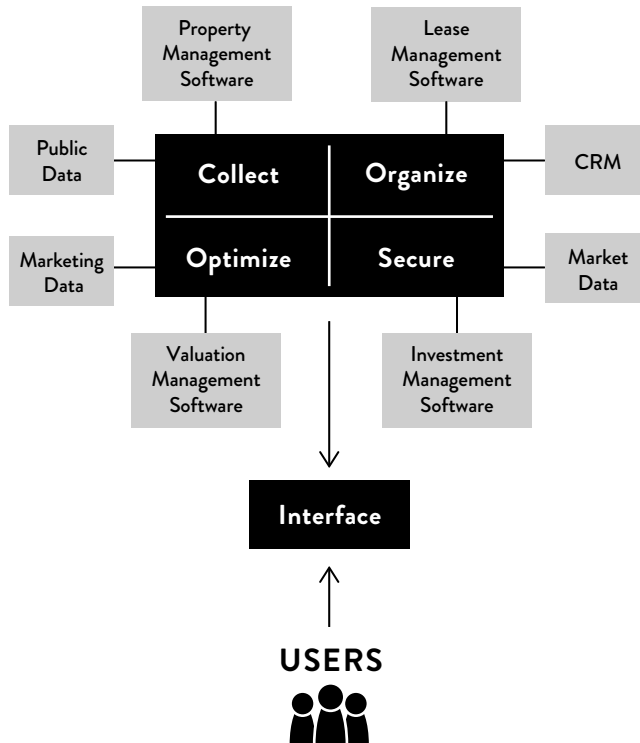 Property
Management
Software
Lease
Management
Software
Public
Data
Collect
Organize
CRM
Marketing
Data
Optimize
Secure
Market
Data
Valuation
Management
Software
Investment
Management
Software
Interface
USERS